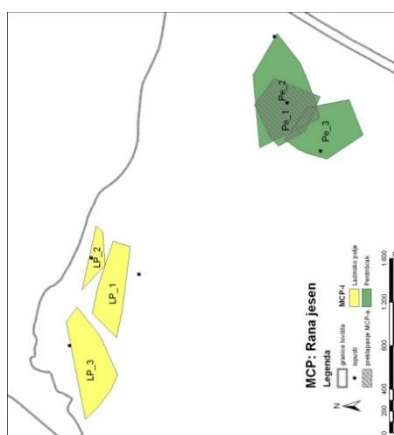 Pe_2
Pe_1
Pe_3
LP_2
LP_1
LP_3
MCP: Rana jesen
Legenda
granice lovišta
ispusti
MCP-i
Lazinsko polje
Pentrščak
preklapanje MCP-a
N
0
200
400
800
1.200
1.600